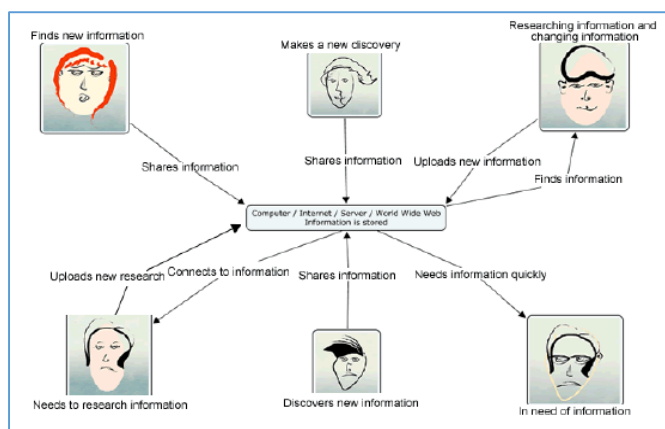 Finds new information
Makes a new discovery
Researching information and
changing information
Shares information
Shares information
Uploads new information
Finds information
Computer / Internet / Server / World Wide Web
Information is stored
Uploads new research
Connects to information
Shares information
Needs information quickly
Needs to research information
Discovers new information
In need of information